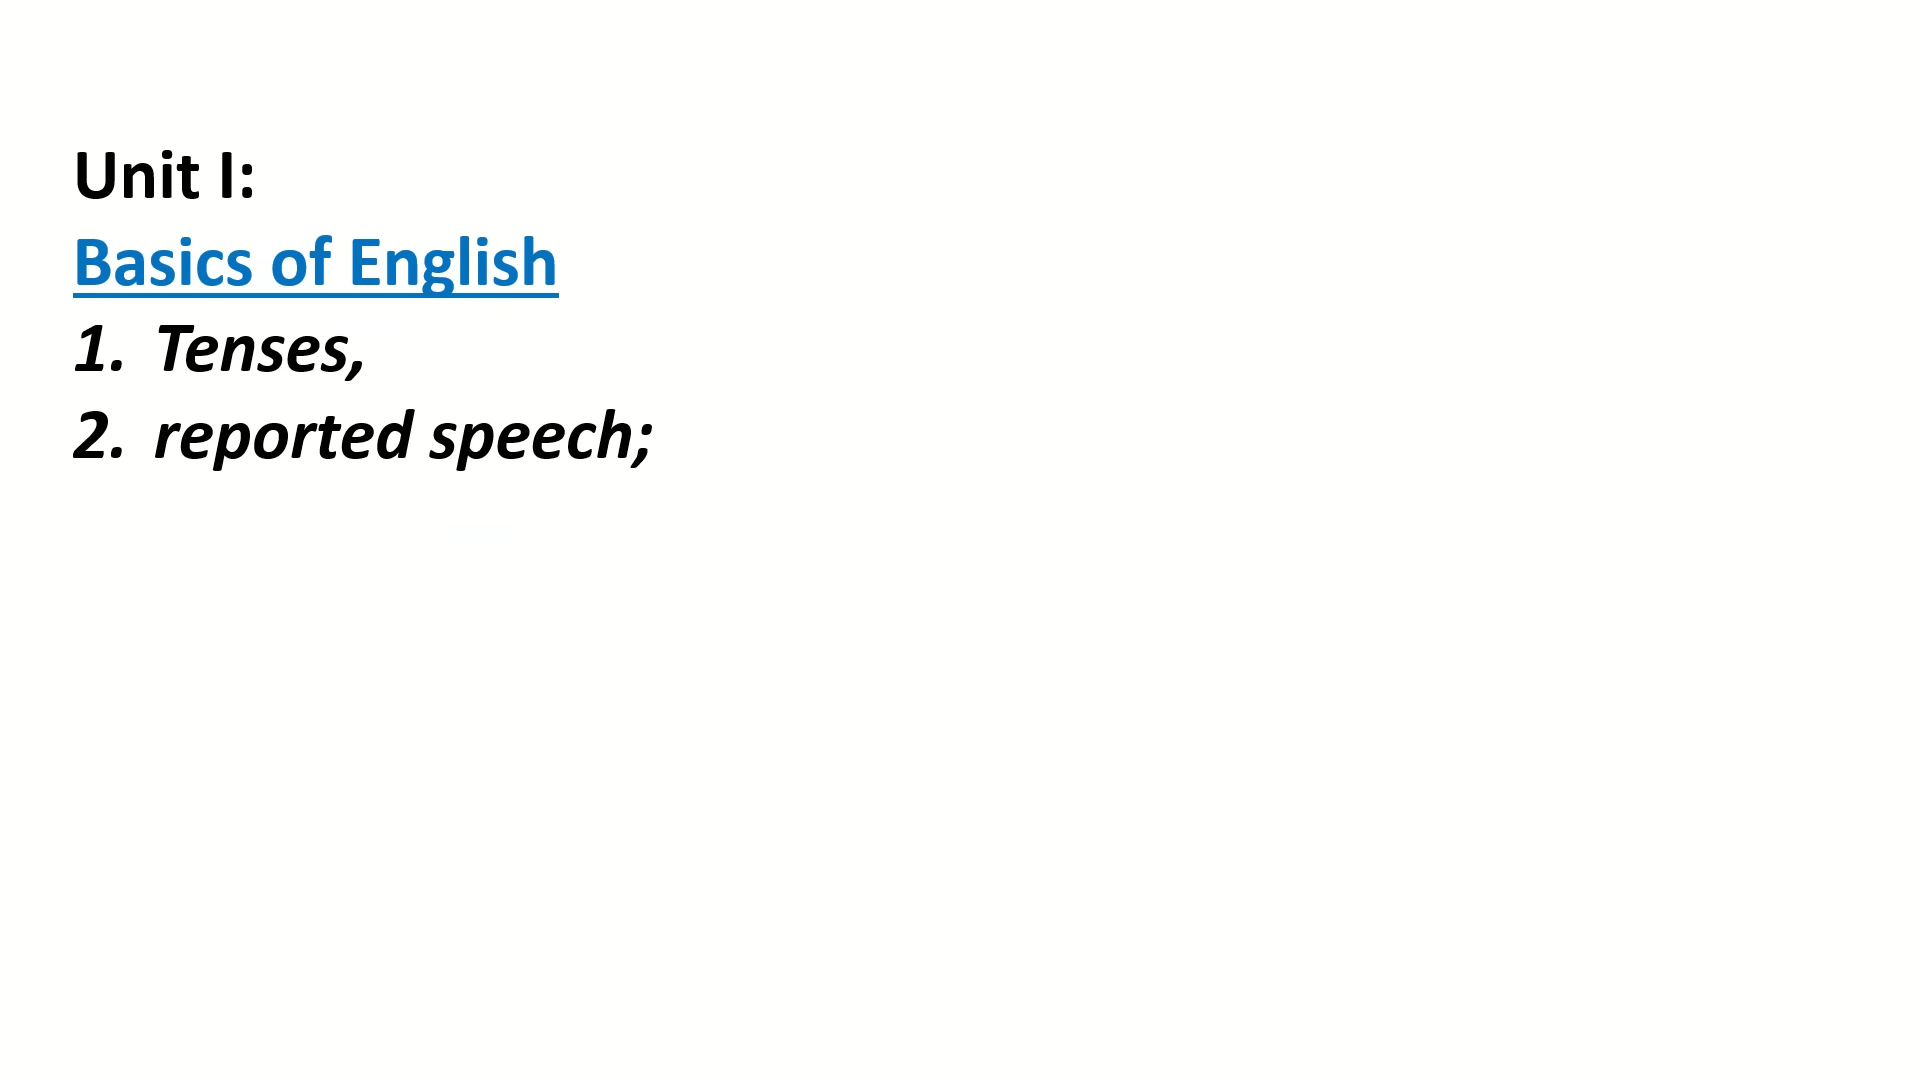 Unit I:
Basics of English
1. Tenses,
2. reported speech;